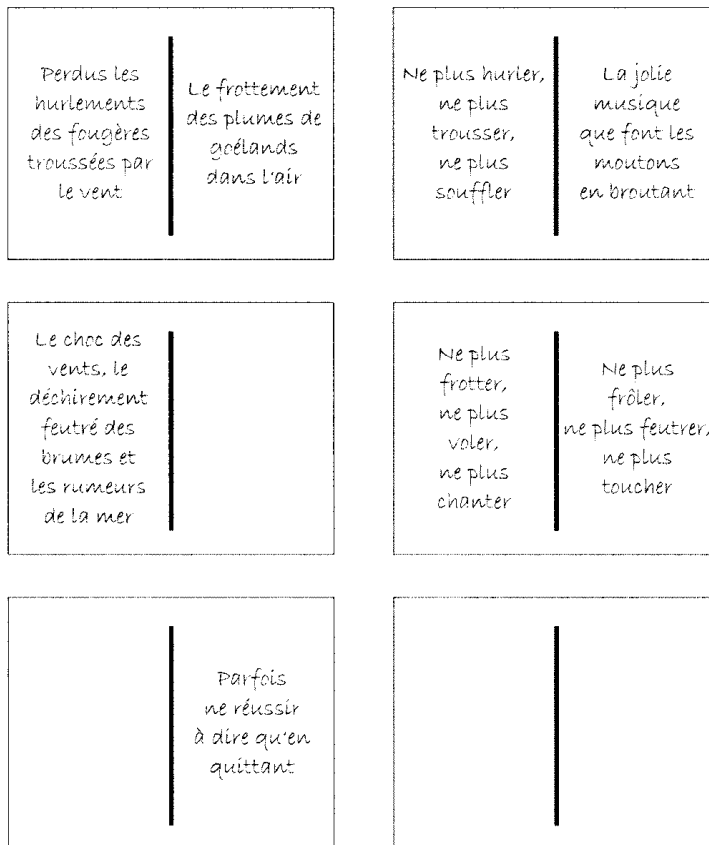 Perdus les
hurlements
des fougères
troussées par
le vent
Le frottement
des plumes de
goélands
dans l'air
Ne plus hurler,
ne plus
trousser,
ne plus
souffler
La jolie
musique
que font les
moutons
en broutant
Le choc des
vents, le
déchirement
feutré des
brumes et
les rumeurs
de la mer
Ne plus
frotter,
ne plus
voler,
ne plus
chanter
Ne plus
frôler,
ne plus feutrer,
ne plus
toucher
Parfois
ne réussir
à dire qu'en
quittant